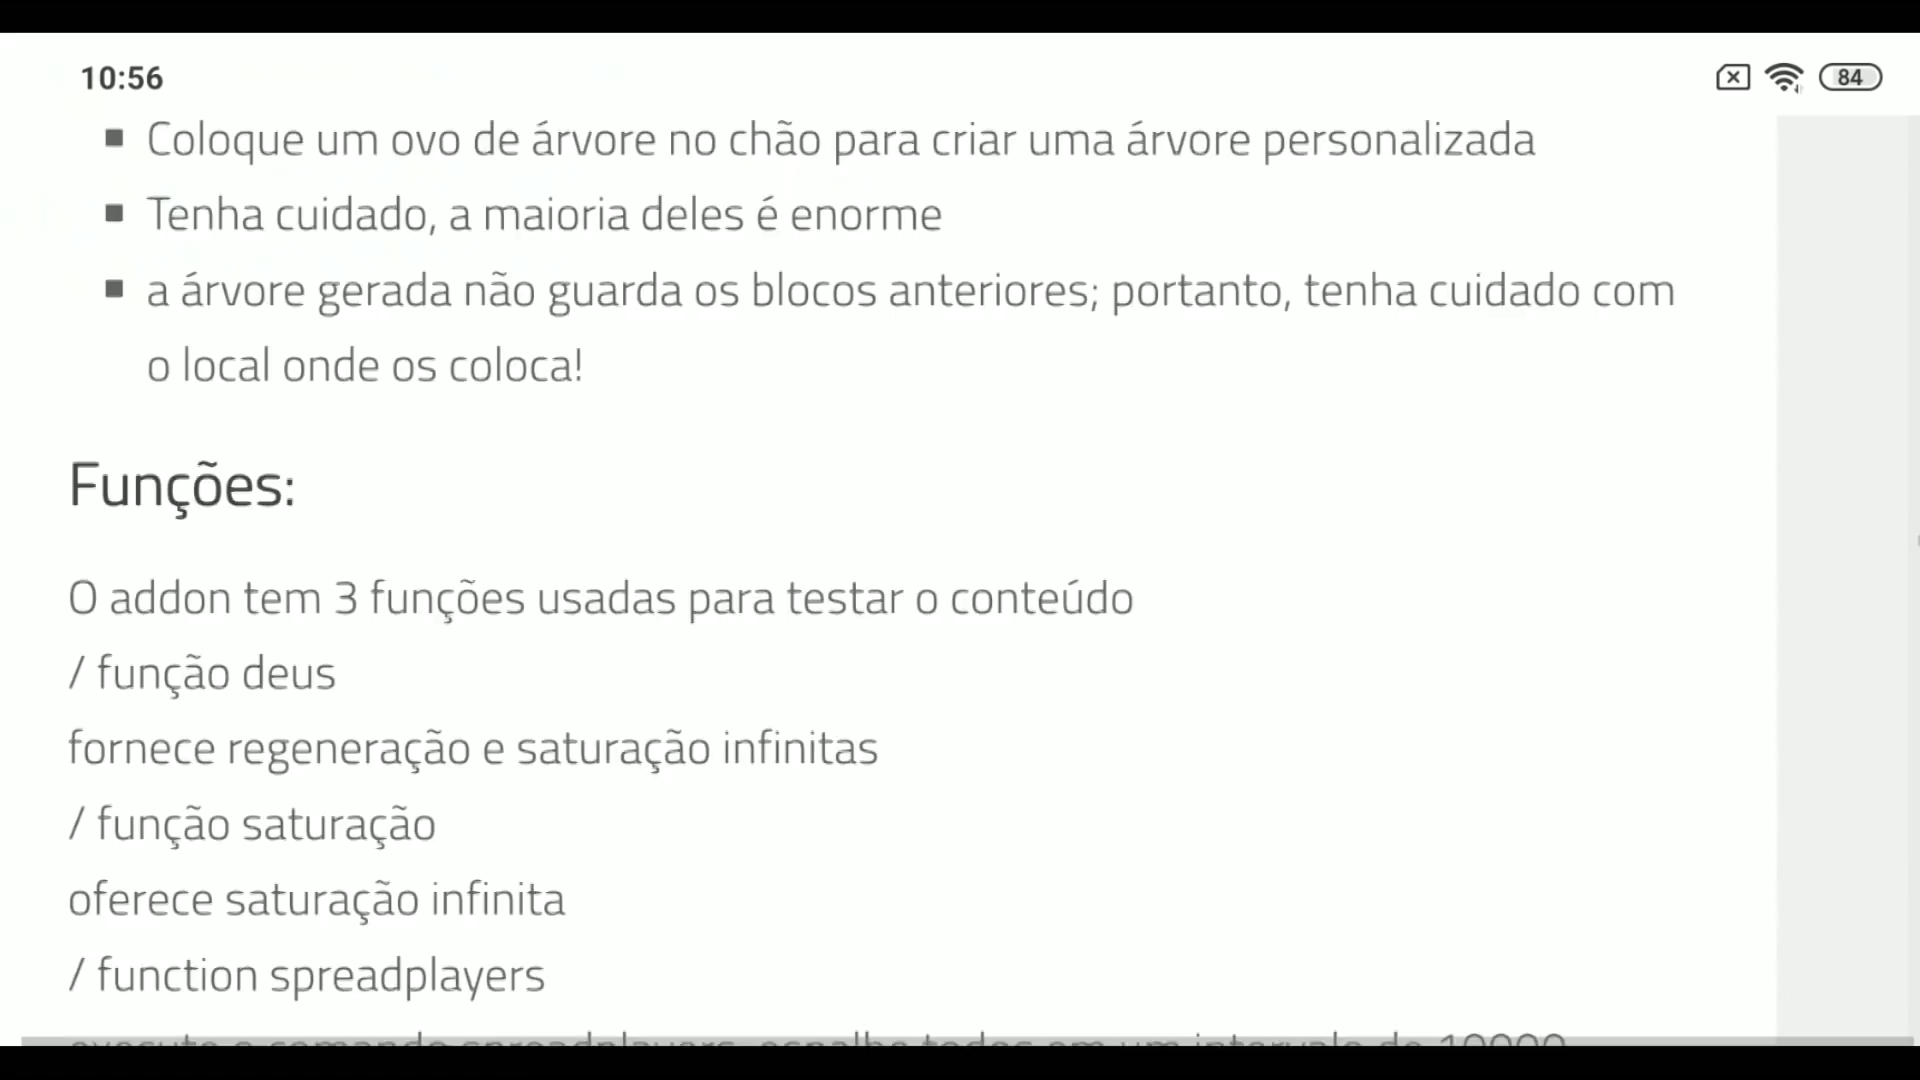 10:56
84
Coloque um ovo de árvore no chão para criar uma árvore personalizada
Tenha cuidado, a maioria deles é enorme
a árvore gerada não guarda os blocos anteriores; portanto, tenha cuidado com
o local onde os coloca!
Funções:
O addon tem 3 funções usadas para testar o conteúdo
/ função deus
fornece regeneração e saturação infinitas
/ função saturação
oferece saturação infinita
/ function spreadplayers